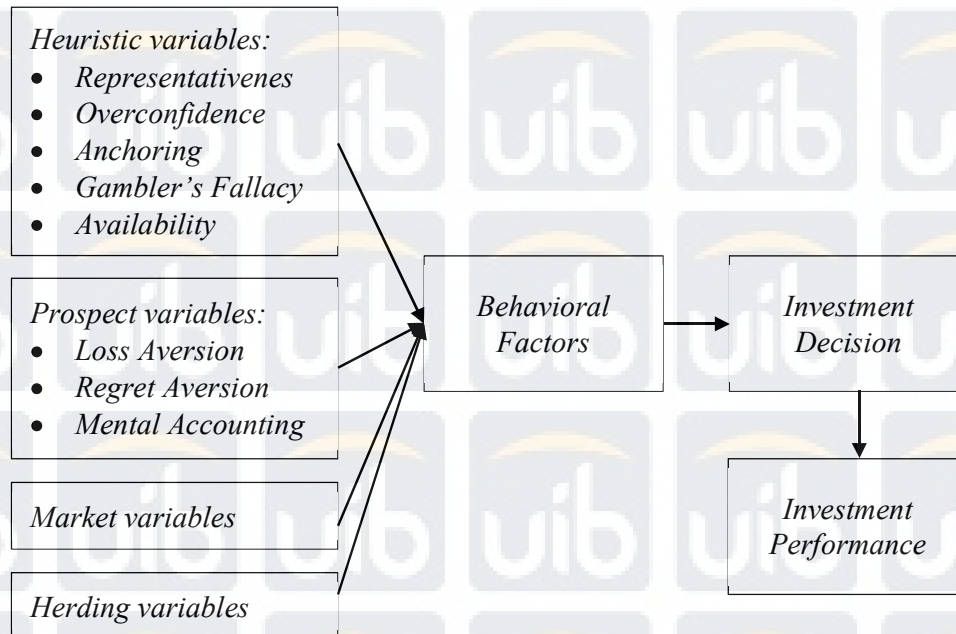 Heuristic variables:
• Representativenes
• Overconfidence
• Anchoring
• Gambler’s Fallacy
• Availability
Prospect variables:
• Loss Aversion
• Regret Aversion
• Mental Accounting
Market variables
Herding variables
Behavioral
Factors
Investment
Decision
Investment
Performance
uib